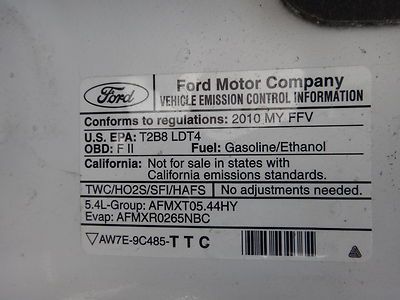 Ford
Ford Motor Company
VEHICLE EMISSION CONTROL INFORMATION
Conforms to regulations: 2010 MY FFV
U.S. EPA: T2B8 LDT4
OBD: F II Fuel: Gasoline/Ethanol
California: Not for sale in states with
California emissions standards.
TWC/HO2S/SFI/HAFS No adjustments needed.
5.4L-Group: AFMXT05.44HY
Evap: AFMXR0265NBC
AW7E-9C485-TTC